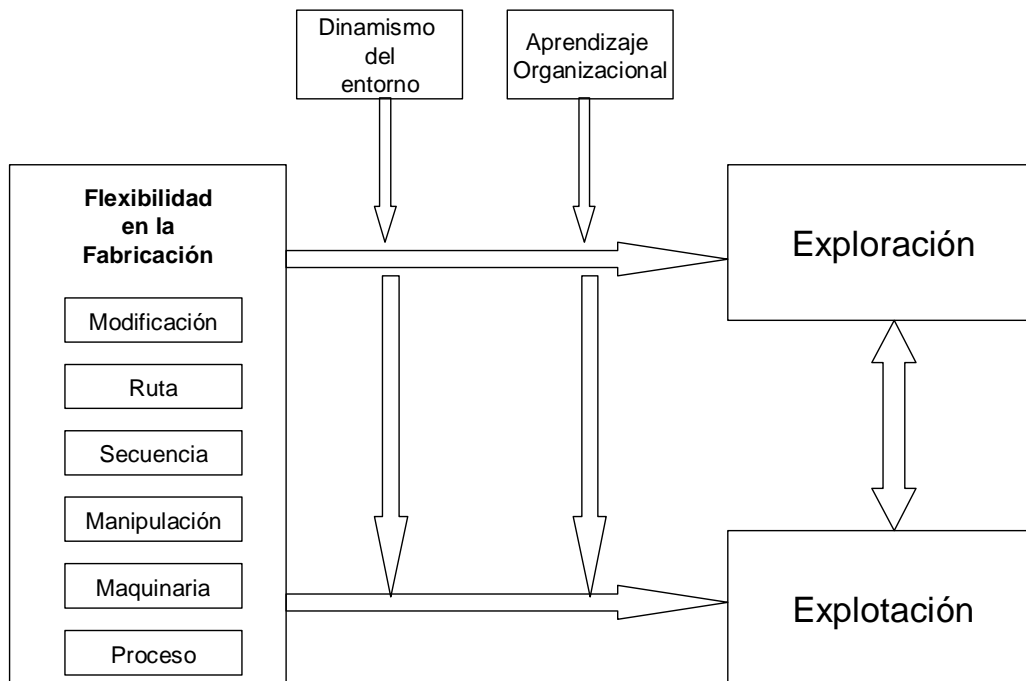 Dinamismo
del
entorno
Aprendizaje
Organizacional
Flexibilidad
en la
Fabricación
Modificación
Ruta
Secuencia
Manipulación
Maquinaria
Proceso
Exploración
Explotación